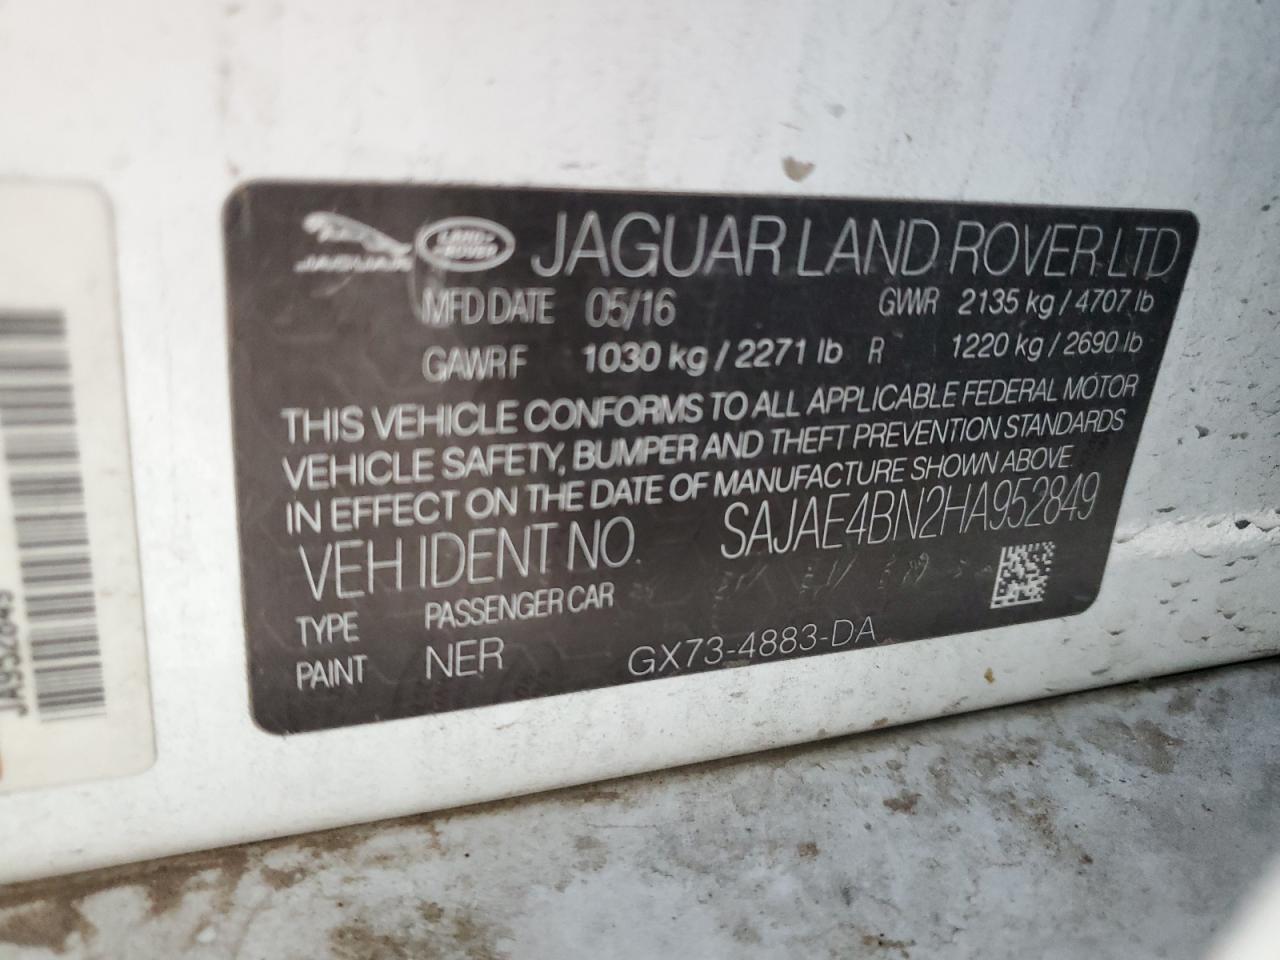 JAGUAR LAND-ROVER JAGUAR LAND ROVER LTD
MFD DATE 05/16 GVWR 2135 kg / 4707 lb
GAWR F 1030 kg / 2271 lb R 1220 kg / 2690 lb
THIS VEHICLE CONFORMS TO ALL APPLICABLE FEDERAL MOTOR
VEHICLE SAFETY, BUMPER AND THEFT PREVENTION STANDARDS
IN EFFECT ON THE DATE OF MANUFACTURE SHOWN ABOVE
VEH IDENT NO SAJAE4BN2HA952849
TYPE PASSENGER CAR
PAINT NER GX73-4883-DA